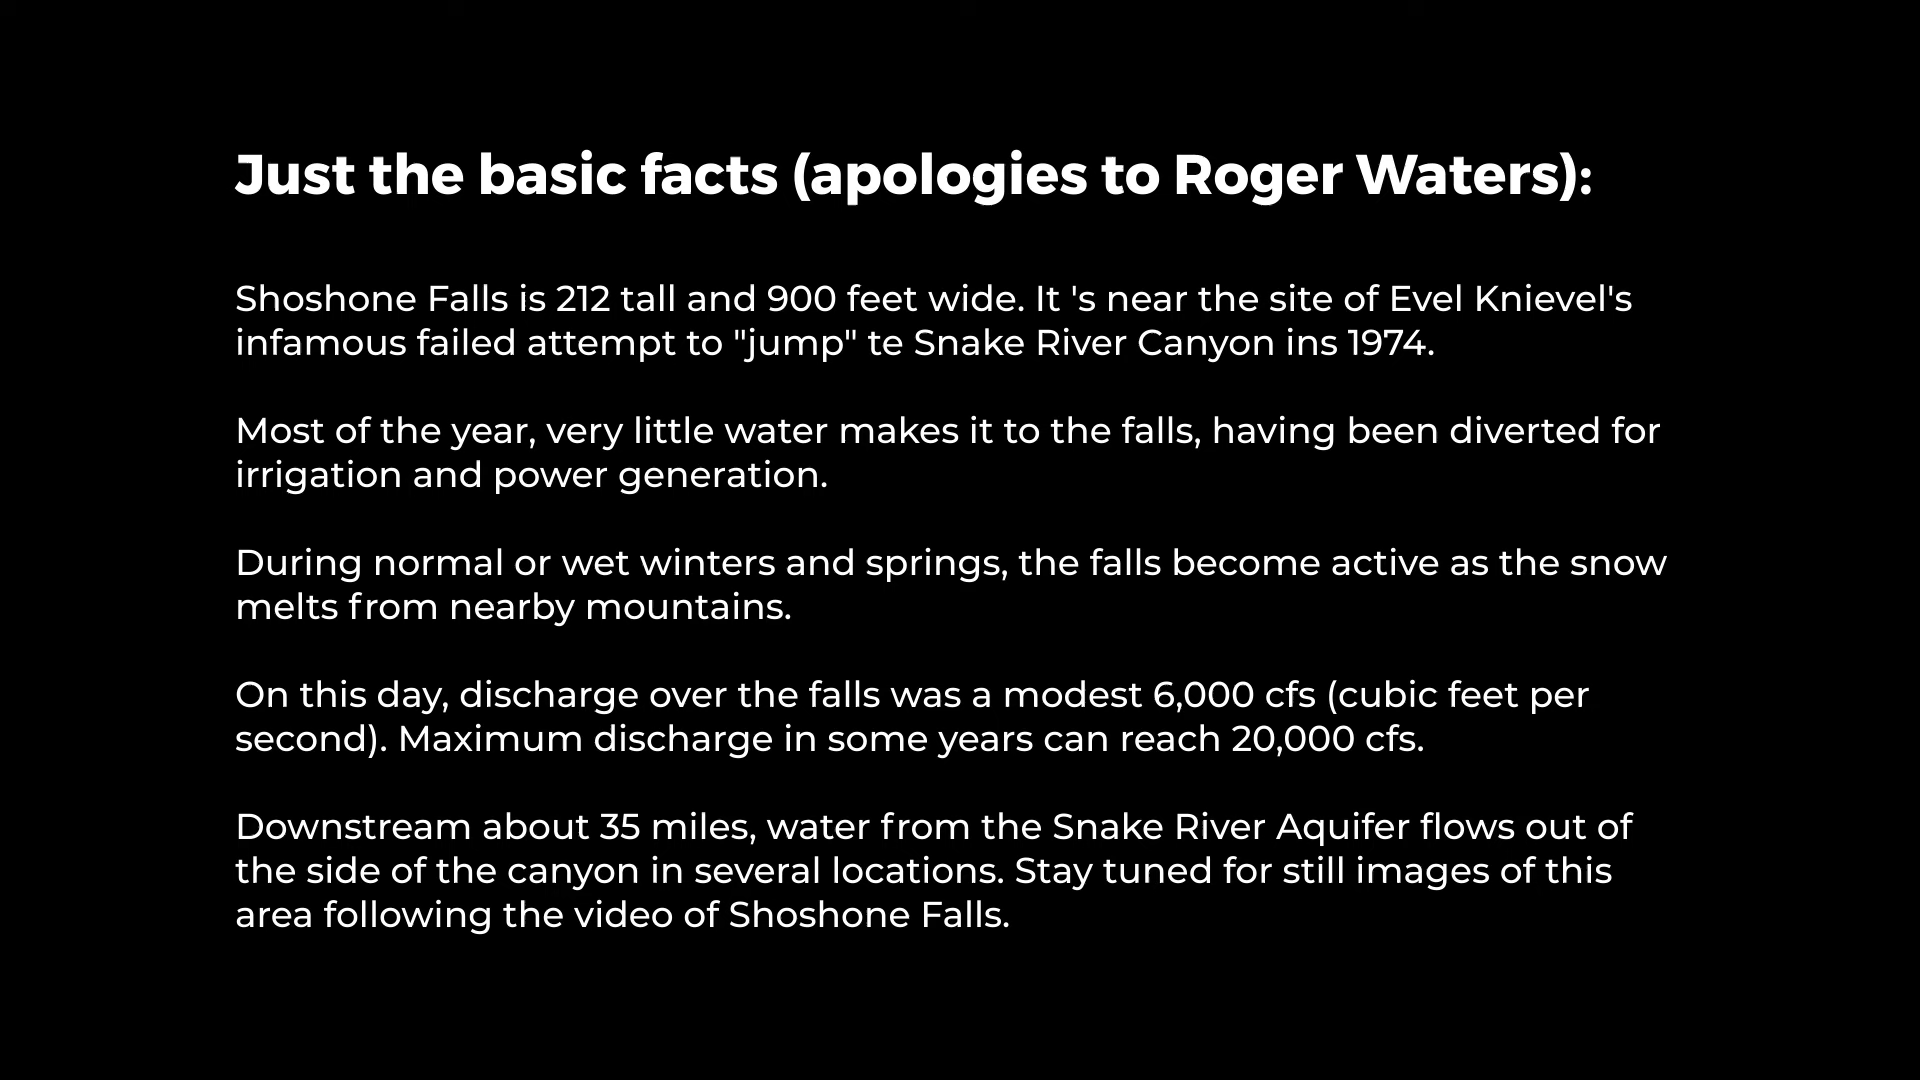 Just the basic facts (apologies to Roger Waters):
Shoshone Falls is 212 tall and 900 feet wide. It 's near the site of Evel Knievel's
infamous failed attempt to "jump" te Snake River Canyon ins 1974.
Most of the year, very little water makes it to the falls, having been diverted for
irrigation and power generation.
During normal or wet winters and springs, the falls become active as the snow
melts from nearby mountains.
On this day, discharge over the falls was a modest 6,000 cfs (cubic feet per
second). Maximum discharge in some years can reach 20,000 cfs.
Downstream about 35 miles, water from the Snake River Aquifer flows out of
the side of the canyon in several locations. Stay tuned for still images of this
area following the video of Shoshone Falls.